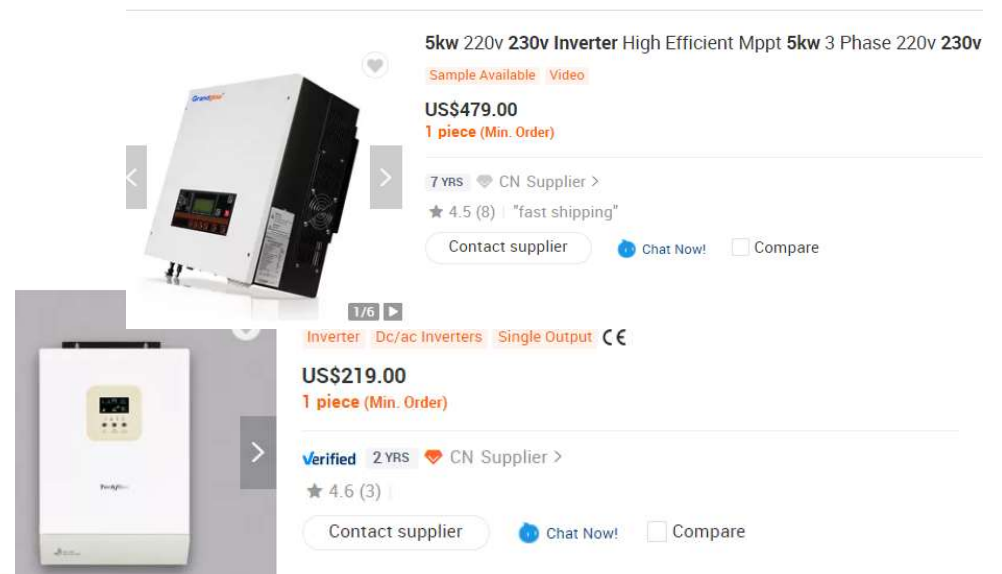 5kw 220v 230v Inverter High Efficient Mppt 5kw 3 Phase 220v 230v
Sample Available Video
US$479.00
1 piece (Min. Order)
7 YRS CN Supplier >
4.5 (8) "fast shipping"
Contact supplier Chat Now! Compare
1/6
Inverter Dc/ac Inverters Single Output CE
US$219.00
1 piece (Min. Order)
Verified 2 YRS CN Supplier >
4.6 (3)
Contact supplier Chat Now! Compare